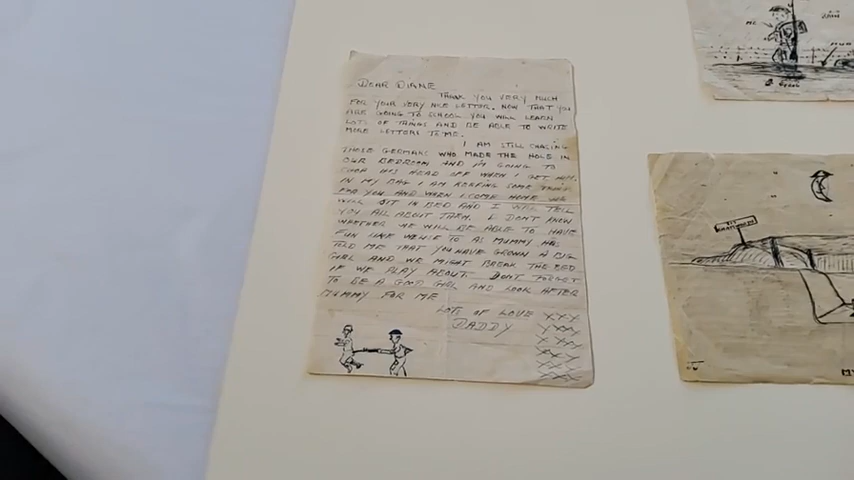 DEAR DIANE
THANK YOU VERY MUCH
FOR YOUR VERY NICE LETTER. NOW THAT YOU
ARE GOING TO SCHOOL YOU WILL LEARN
LOTS OF THINGS AND BE ABLE TO WRITE
MORE LETTERS TO ME.
I AM STILL CHASING
THOSE GERMANS WHO MADE THE HOLE IN
OUR BEDROOM AND I'M GOING TO
CHOP HIS HEAD OFF WHEN I GET HIM.
IN MY BAG I AM KEEPING SOME THINGS
FOR YOU AND WHEN I COME HOME WE
WILL SIT IN BED AND I WILL TELL
YOU ALL ABOUT THEM. I DON'T KNOW
WHETHER WE WILL BE ABLE TO HAVE
FUN LIKE WE USE TO AS MUMMY HAS
TOLD ME THAT YOU HAVE GROWN A BIG
GIRL AND WE MIGHT BREAK THE BED
IF WE PLAY ABOUT. DON'T FORGET
TO BE A GOOD GIRL AND LOOK AFTER
MUMMY FOR ME
LOTS OF LOVE XXX
DADDY XXX
ME
MUD